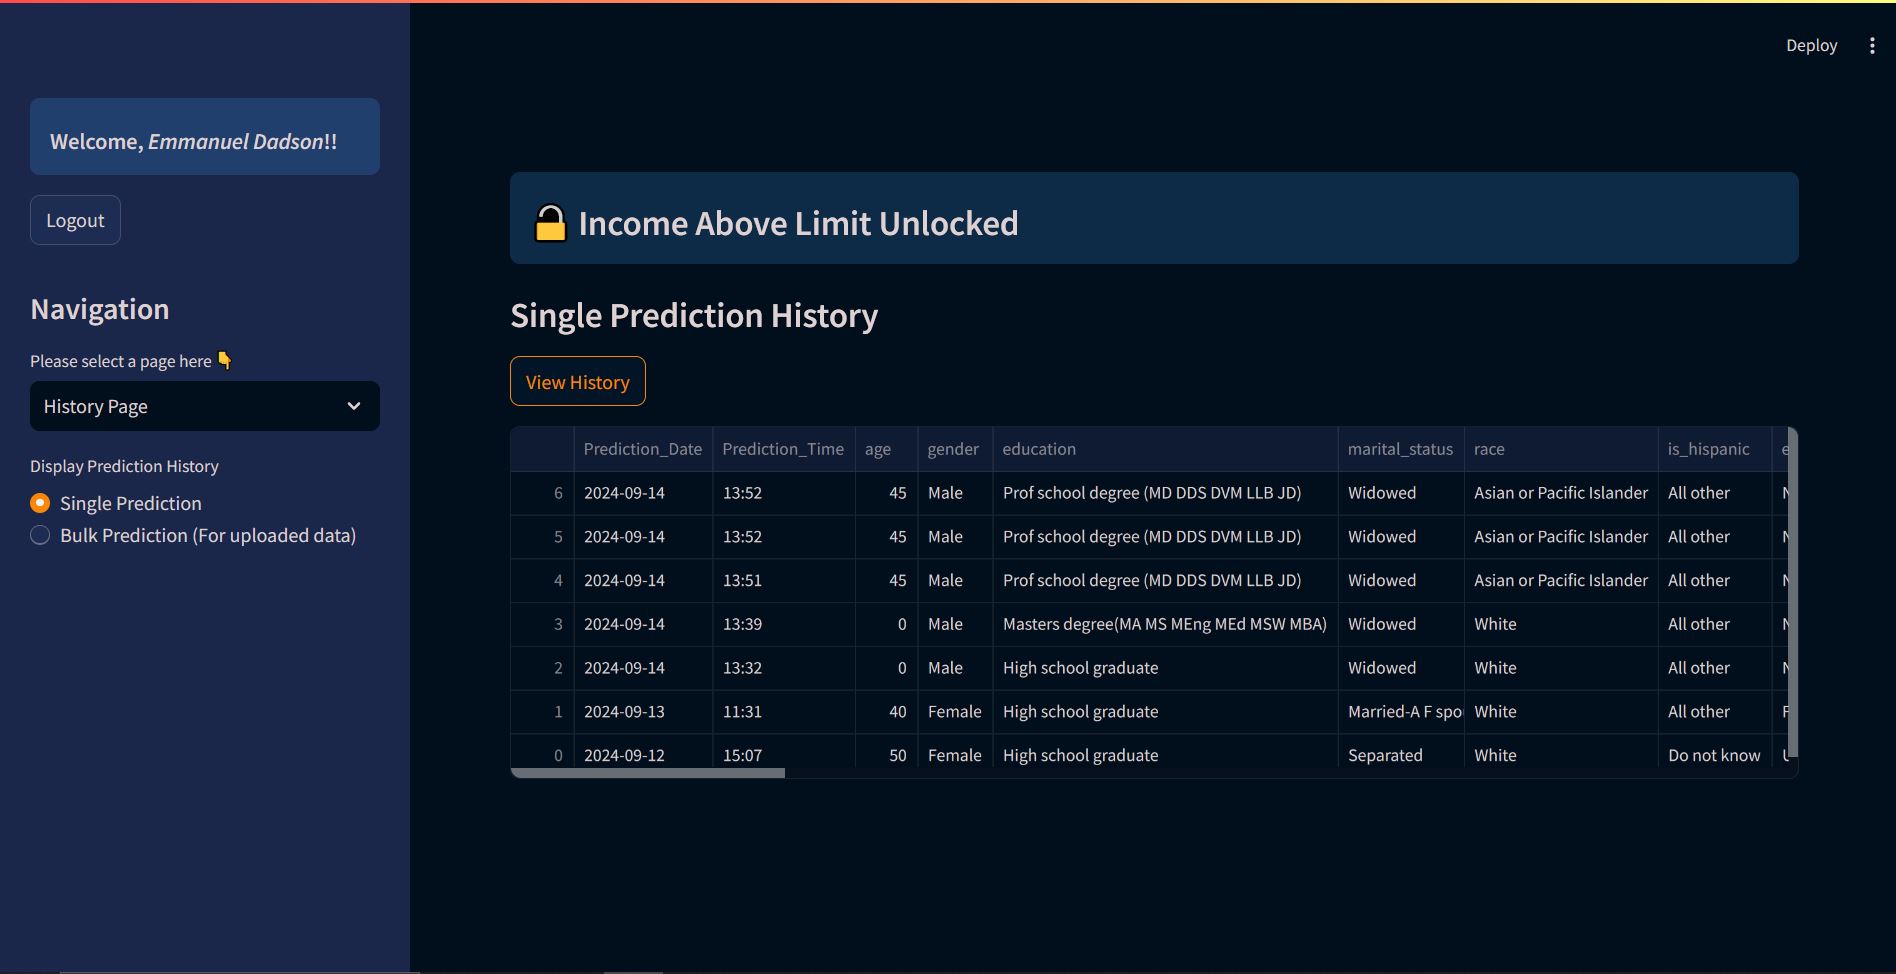 Deploy
Welcome, Emmanuel Dadson!!
Logout
Navigation
Please select a page here
History Page
Display Prediction History
Single Prediction
Bulk Prediction (For uploaded data)
Income Above Limit Unlocked
Single Prediction History
View History
Prediction_Date Prediction_Time age gender education marital_status race is_hispanic
6 2024-09-14 13:52 45 Male Prof school degree (MD DDS DVM LLB JD) Widowed Asian or Pacific Islander All other
5 2024-09-14 13:52 45 Male Prof school degree (MD DDS DVM LLB JD) Widowed Asian or Pacific Islander All other
4 2024-09-14 13:51 45 Male Prof school degree (MD DDS DVM LLB JD) Widowed Asian or Pacific Islander All other
3 2024-09-14 13:39 0 Male Masters degree(MA MS MEng MEd MSW MBA) Widowed White All other
2 2024-09-14 13:32 0 Male High school graduate Widowed White All other
1 2024-09-13 11:31 40 Female High school graduate Married-A F spo White All other
0 2024-09-12 15:07 50 Female High school graduate Separated White Do not know